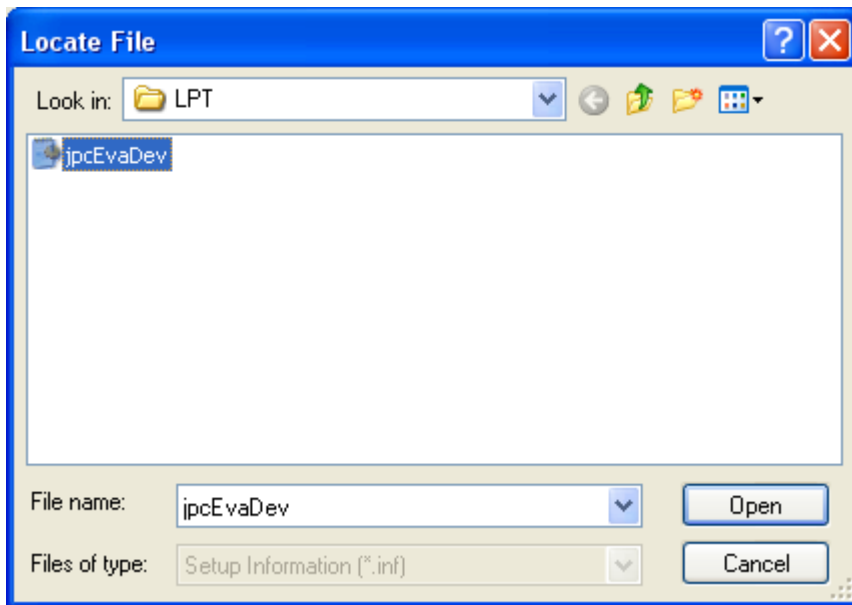 Locate File
Look in: LPT
jpcEvaDev
File name: jpcEvaDev Open
Files of type: Setup Information (*.inf) Cancel